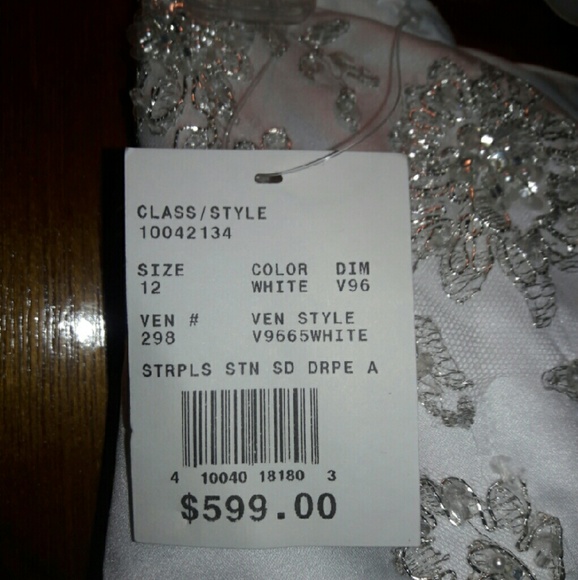 CLASS/STYLE
10042134
SIZE COLOR DIM
12 WHITE V96
VEN # VEN STYLE
298 V9665WHITE
STRPLS STN SD DRPE A
4 10040 18180 3
$599.00